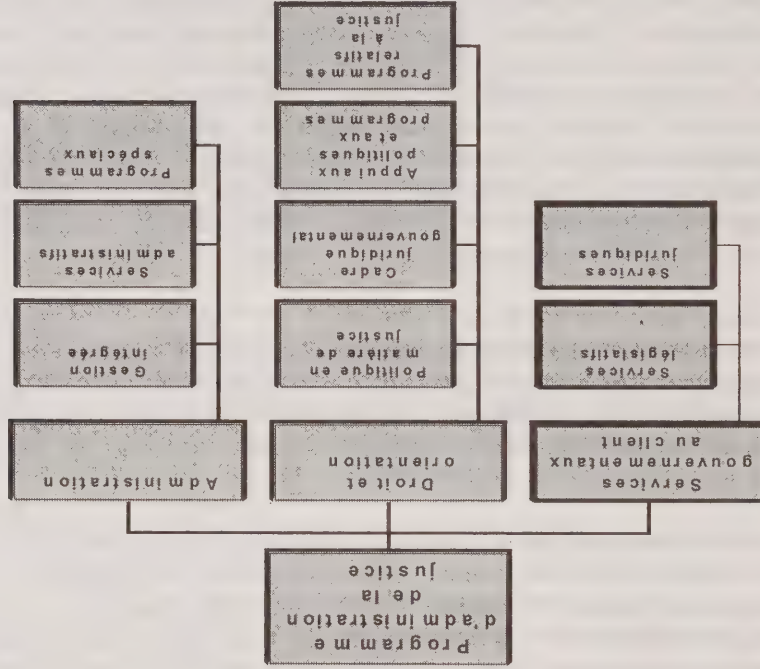 Programme
d'administration
de la
justice
Services
gouvernementaux
au client
Services
législatifs
Services
juridiques
Droit et
orientation
Politique en
matière de
justice
Cadre
juridique
gouvernemental
Appui aux
politiques
et aux
programmes
Programmes
relatifs
à la
justice
Administration
Gestion
intégrée
Services
administratifs
Programmes
spéciaux